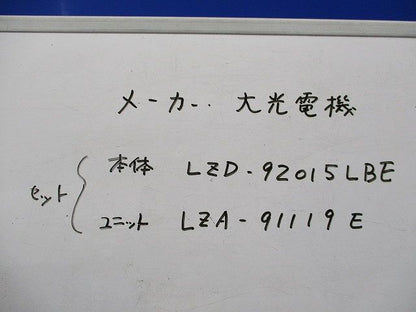 メーカー. 大光電機
セット
本体 LZD-92015LBE
ユニット LZA-91119E